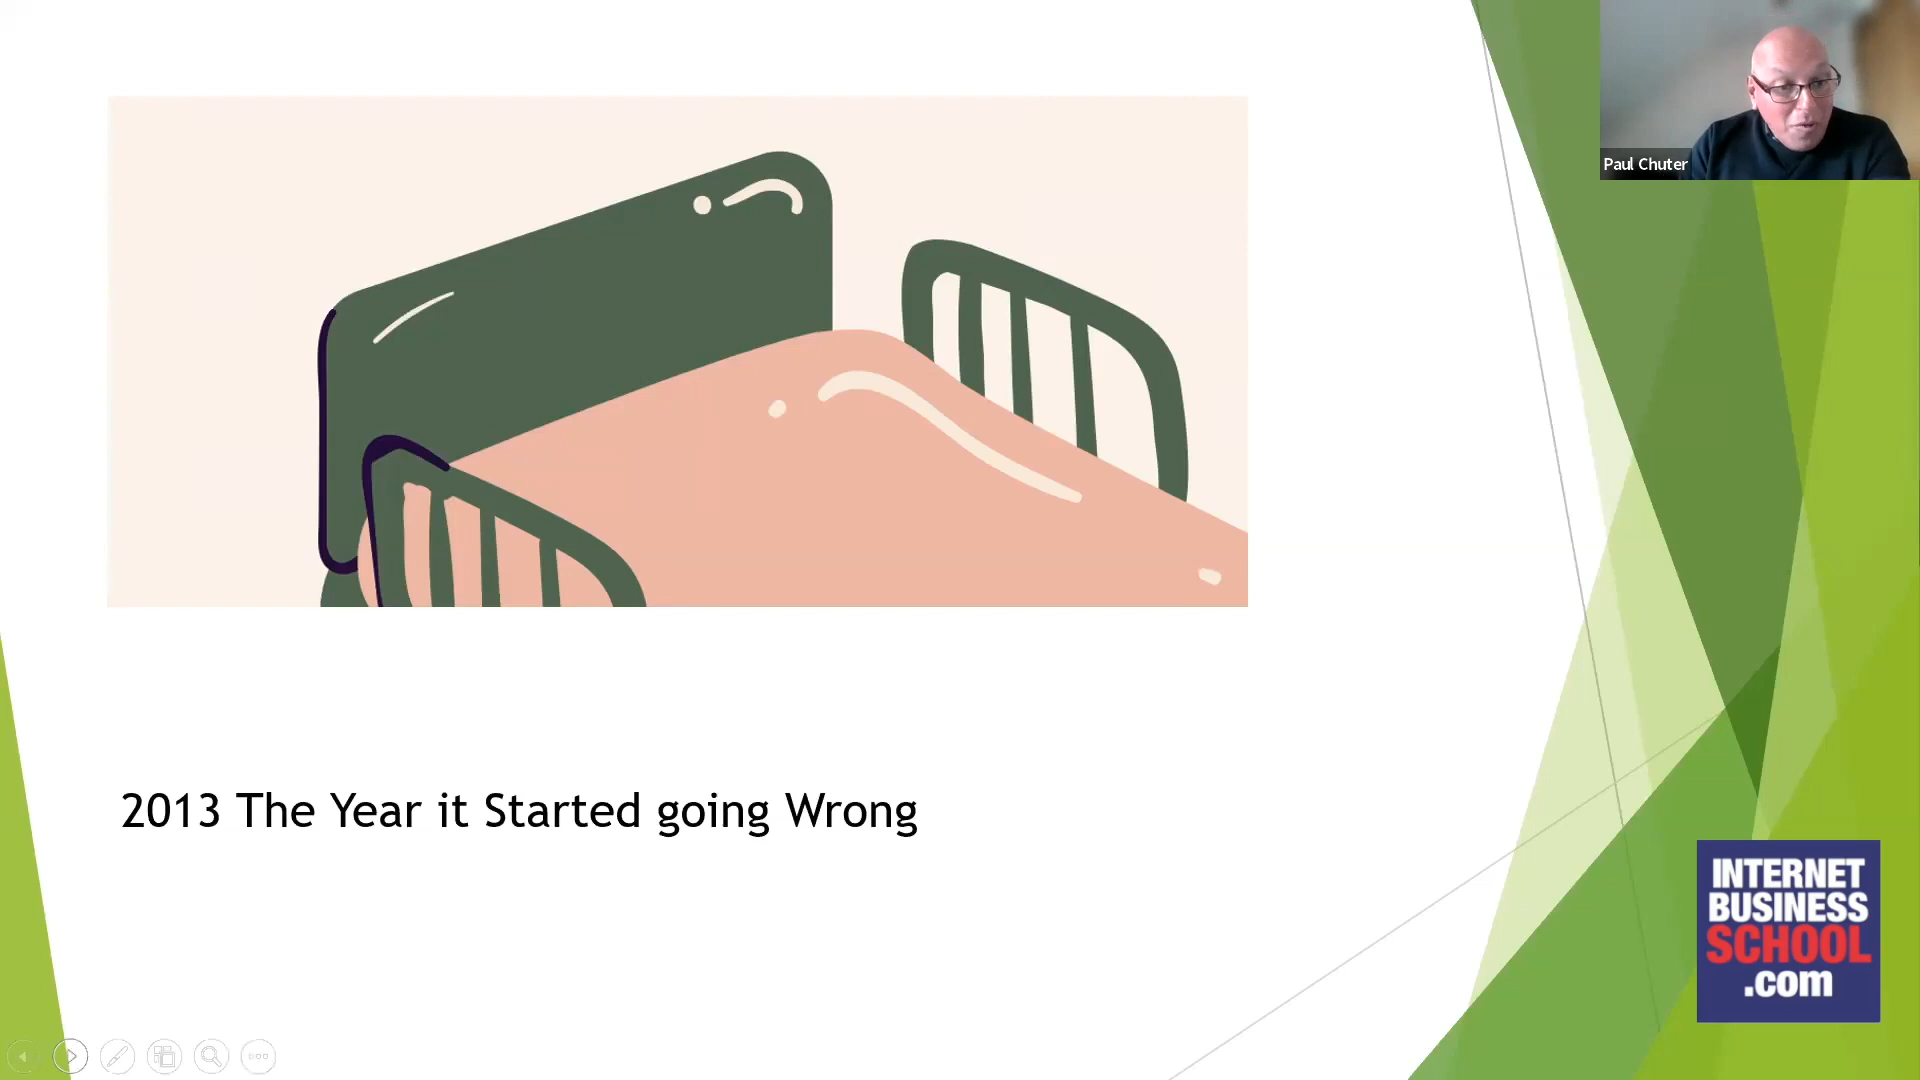 Paul Chuter
2013 The Year it Started going Wrong
INTERNET
BUSINESS
SCHOOL
.com